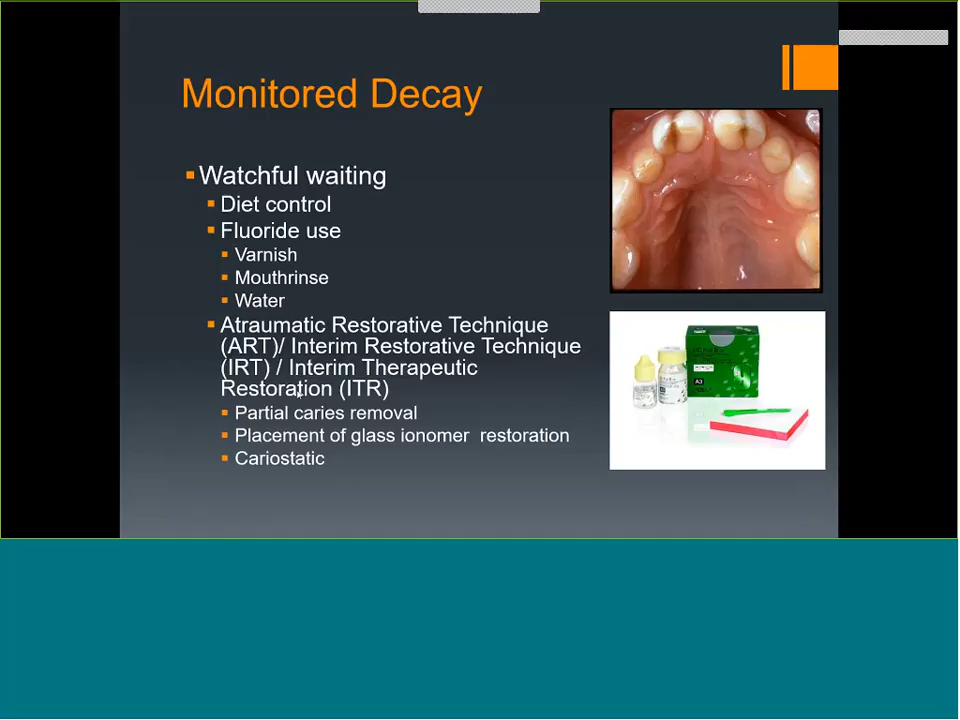 Monitored Decay
Watchful waiting
Diet control
Fluoride use
Varnish
Mouthrinse
Water
Atraumatic Restorative Technique
(ART)/ Interim Restorative Technique
(IRT) / Interim Therapeutic
Restoration (ITR)
Partial caries removal
Placement of glass ionomer restoration
Cariostatic
A3